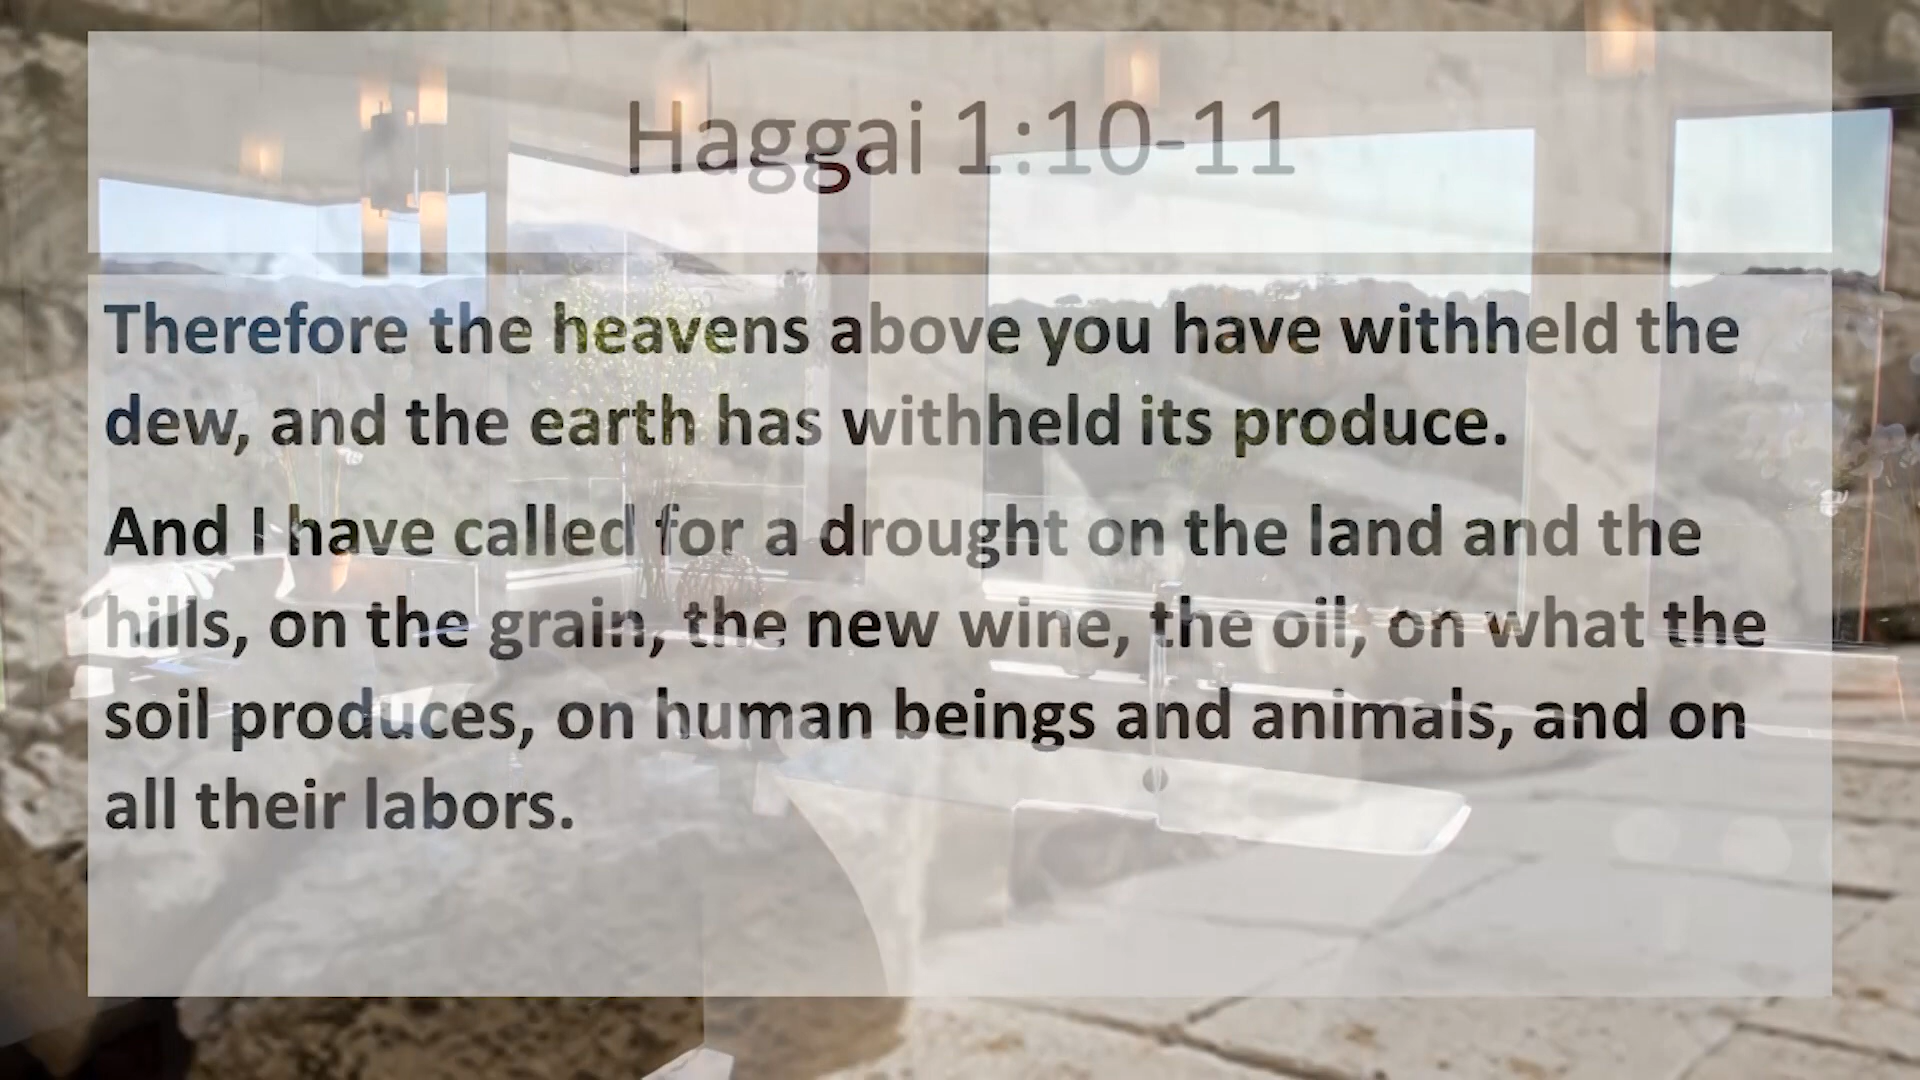 Haggai 1:10-11
Therefore the heavens above you have withheld the
dew, and the earth has withheld its produce.
And I have called for a drought on the land and the
hills, on the grain, the new wine, the oil, on what the
soil produces, on human beings and animals, and on
all their labors.